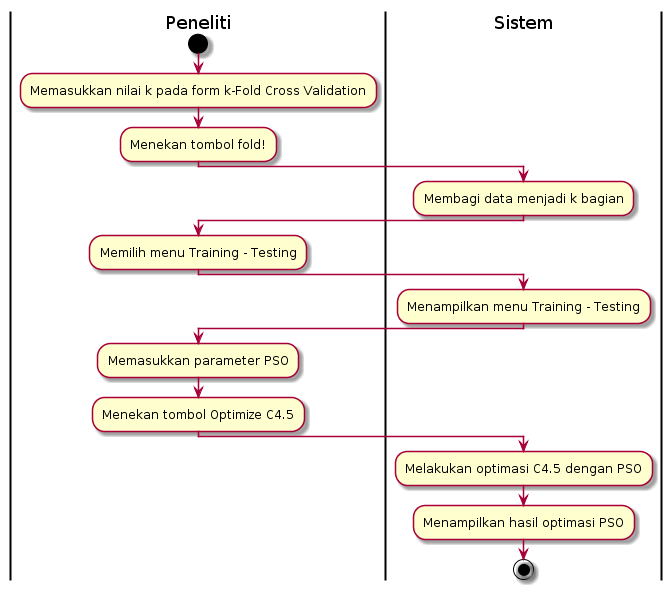 Peneliti
Sistem
Memasukkan nilai k pada form k-Fold Cross Validation
Menekan tombol fold!
Membagi data menjadi k bagian
Memilih menu Training - Testing
Menampilkan menu Training - Testing
Memasukkan parameter PSO
Menekan tombol Optimize C4.5
Melakukan optimasi C4.5 dengan PSO
Menampilkan hasil optimasi PSO